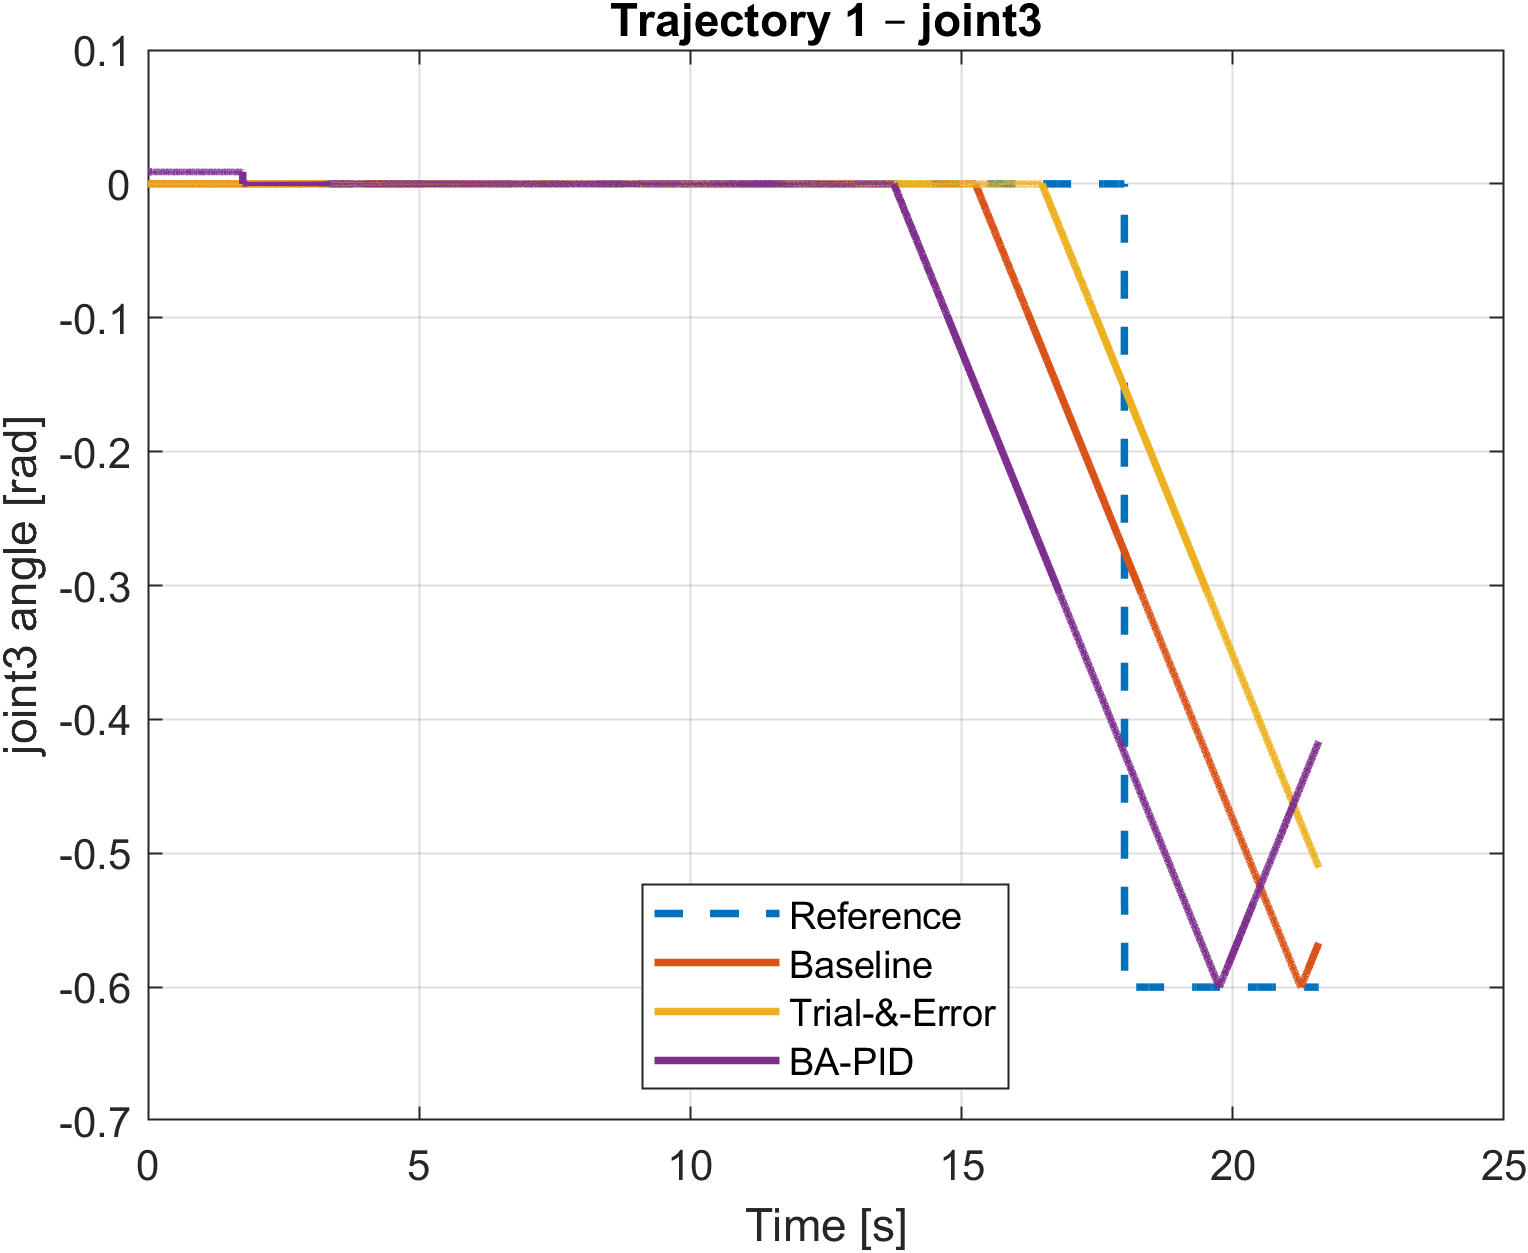 Trajectory 1 – joint3
0.1
0
-0.1
-0.2
-0.3
-0.4
-0.5
-0.6
-0.7
joint3 angle [rad]
Reference
Baseline
Trial-&-Error
BA-PID
0 5 10 15 20 25
Time [s]